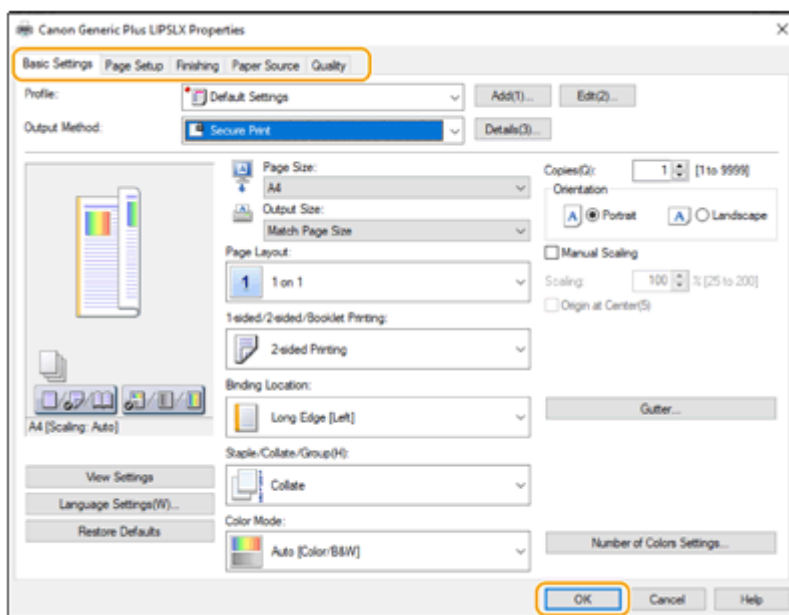 Canon Generic Plus LIPSLX Properties
Basic Settings Page Setup Finishing Paper Source Quality
Profile: Default Settings Add(1)... Edit(2)...
Output Method: Secure Print Details(3)...
Page Size:
A4
Output Size:
Match Page Size
Copies(Q): 1 [1 to 9999]
Orientation
A Portrait A Landscape
Page Layout:
1 1 on 1
Manual Scaling
Scaling: 100 % [25 to 200]
Origin at Center(S)
1-sided/2-sided/Booklet Printing:
2-sided Printing
Binding Location:
Long Edge [Left]
Gutter...
A4 [Scaling: Auto]
Staple/Collate/Group(H):
Collate
View Settings
Language Settings(W)...
Restore Defaults
Color Mode:
Auto [Color/B&W]
Number of Colors Settings...
OK Cancel Help